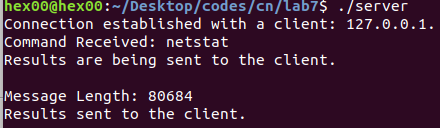 hex00@hex00:~/Desktop/codes/cn/lab7$ ./server
Connection established with a client: 127.0.0.1.
Command Received: netstat
Results are being sent to the client.

Message Length: 80684
Results sent to the client.